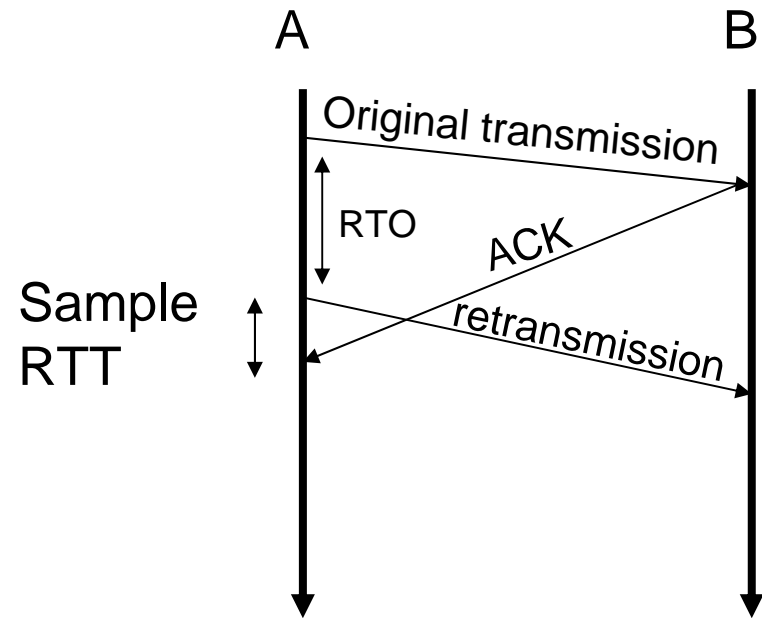 A
B
Original transmission
RTO
ACK
Sample
RTT
retransmission